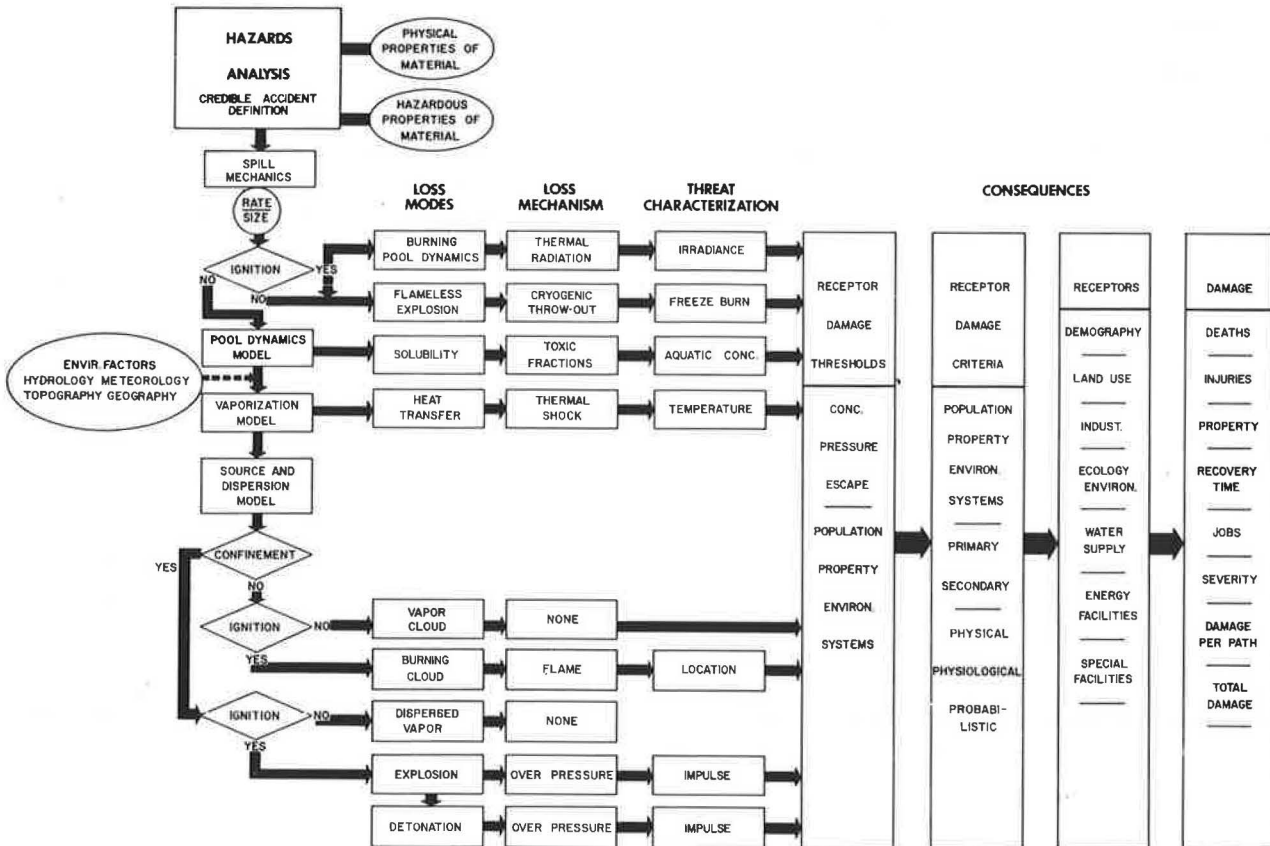 HAZARDS
ANALYSIS
CREDIBLE ACCIDENT
DEFINITION
PHYSICAL
PROPERTIES OF
MATERIAL
HAZARDOUS
PROPERTIES OF
MATERIAL
SPILL
MECHANICS
RATE
SIZE
IGNITION
YES
NO
NO
POOL DYNAMICS
MODEL
ENVIR. FACTORS
HYDROLOGY METEOROLOGY
TOPOGRAPHY GEOGRAPHY
VAPORIZATION
MODEL
SOURCE AND
DISPERSION
MODEL
CONFINEMENT
YES
NO
IGNITION
NO
YES
IGNITION
NO
YES
LOSS
MODES
BURNING
POOL DYNAMICS
FLAMELESS
EXPLOSION
SOLUBILITY
HEAT
TRANSFER
VAPOR
CLOUD
BURNING
CLOUD
DISPERSED
VAPOR
EXPLOSION
DETONATION
LOSS
MECHANISM
THERMAL
RADIATION
CRYOGENIC
THROW-OUT
TOXIC
FRACTIONS
THERMAL
SHOCK
NONE
FLAME
NONE
OVER PRESSURE
OVER PRESSURE
THREAT
CHARACTERIZATION
IRRADIANCE
FREEZE BURN
AQUATIC CONC.
TEMPERATURE
LOCATION
IMPULSE
IMPULSE
CONSEQUENCES
RECEPTOR
DAMAGE
THRESHOLDS
CONC.
PRESSURE
ESCAPE
POPULATION
PROPERTY
ENVIRON.
SYSTEMS
RECEPTOR
DAMAGE
CRITERIA
POPULATION
PROPERTY
ENVIRON.
SYSTEMS
PRIMARY
SECONDARY
PHYSICAL
PHYSIOLOGICAL
PROBABI-
LISTIC
RECEPTORS
DEMOGRAPHY
LAND USE
INDUST.
ECOLOGY
ENVIRON.
WATER
SUPPLY
ENERGY
FACILITIES
SPECIAL
FACILITIES
DAMAGE
DEATHS
INJURIES
PROPERTY
RECOVERY
TIME
JOBS
SEVERITY
DAMAGE
PER PATH
TOTAL
DAMAGE